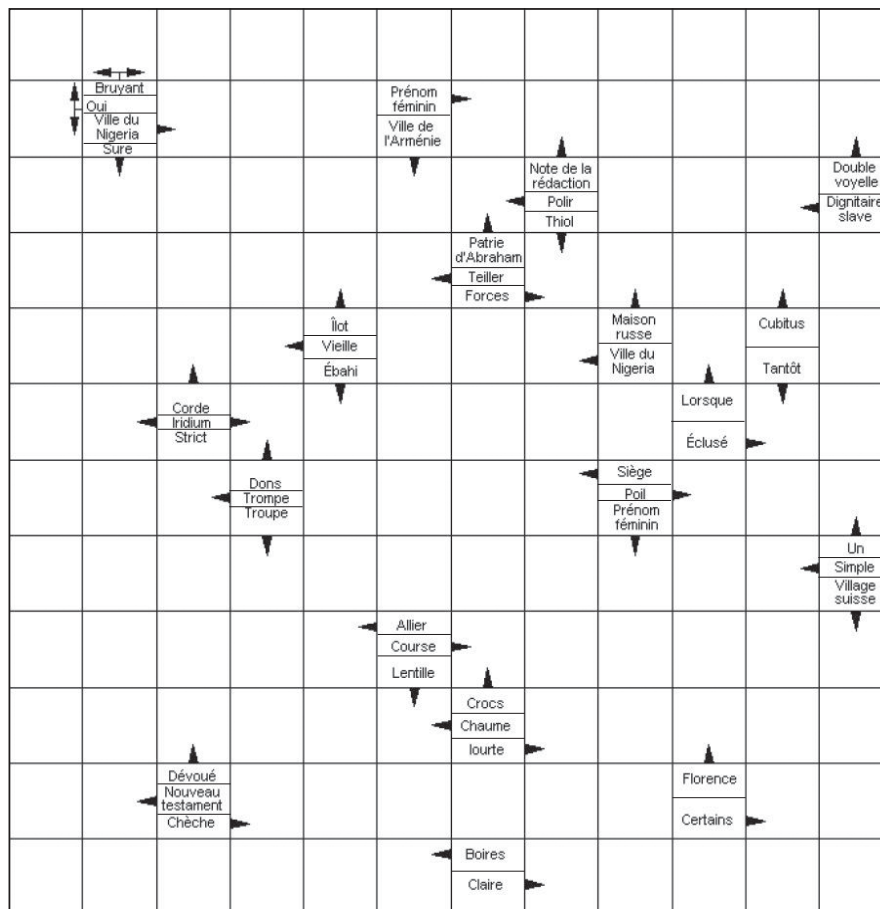 Bruyant
Oui
Ville du
Nigeria
Sure
Prénom
féminin
Ville de
l'Arménie
Note de la
rédaction
Polir
Thiol
Double
voyelle
Dignitaire
slave
Patrie
d'Abraham
Teiller
Forces
Îlot
Vieille
Ébahi
Maison
russe
Ville du
Nigeria
Cubitus
Tantôt
Corde
Iridium
Strict
Lorsque
Éclusé
Dons
Trompe
Troupe
Siège
Poil
Prénom
féminin
Un
Simple
Village
suisse
Allier
Course
Lentille
Crocs
Chaume
Iourte
Dévoué
Nouveau
testament
Chèche
Florence
Certains
Boires
Claire